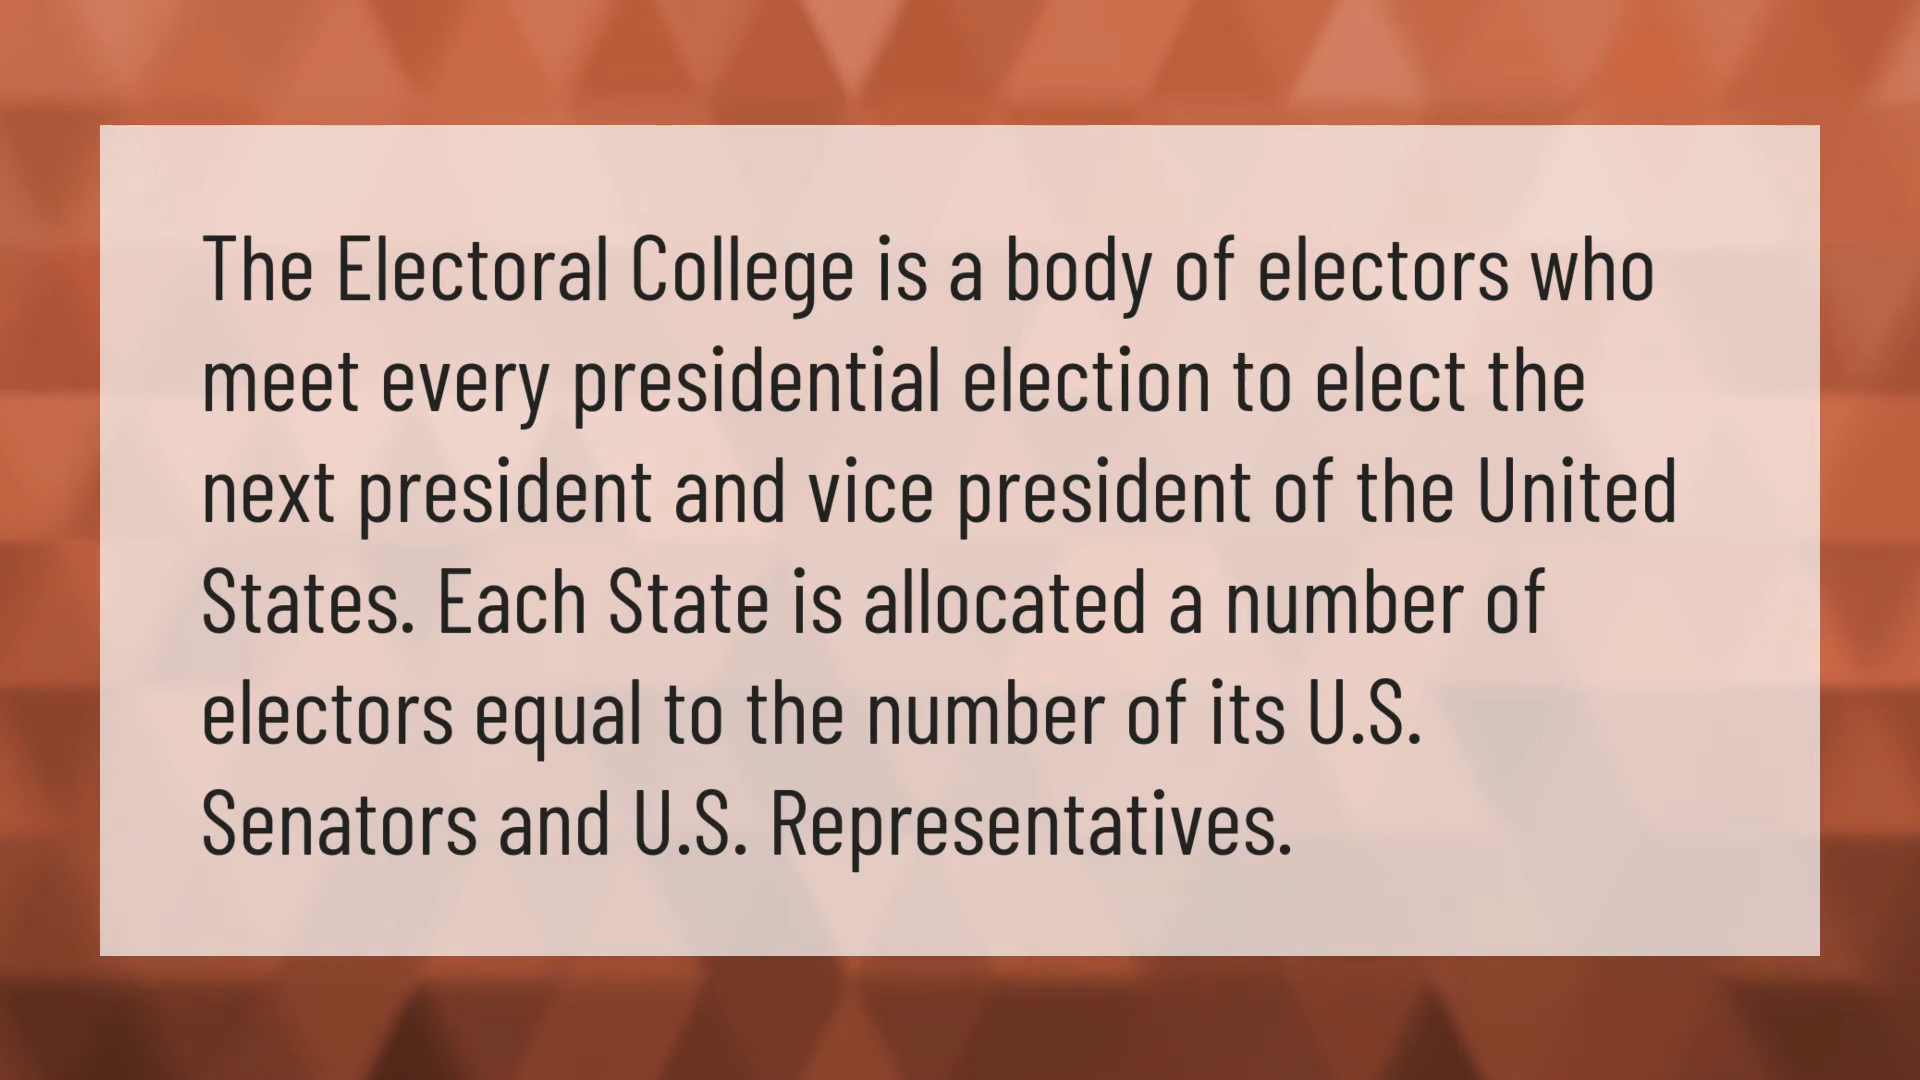 The Electoral College is a body of electors who
meet every presidential election to elect the
next president and vice president of the United
States. Each State is allocated a number of
electors equal to the number of its U.S.
Senators and U.S. Representatives.